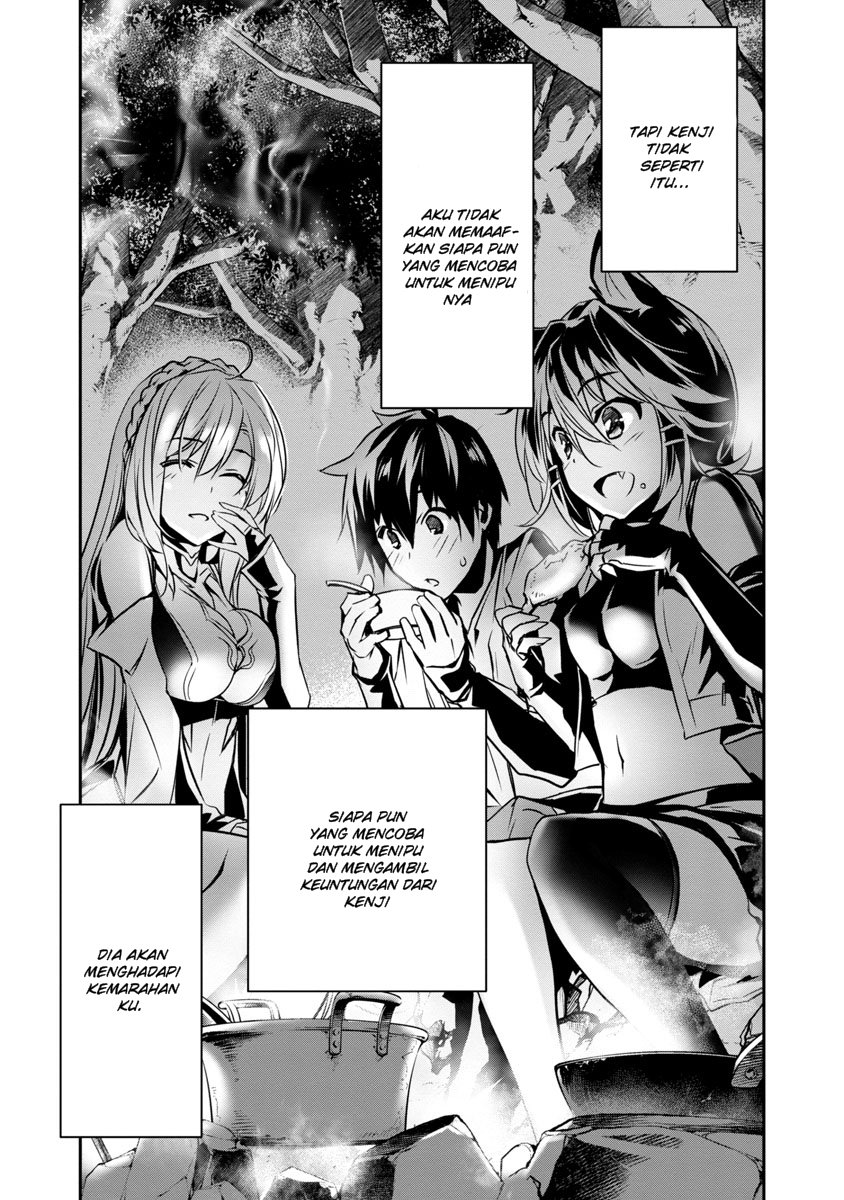 TAPI KENJI
TIDAK
SEPERTI
ITU...
AKU TIDAK
AKAN MEMAAF-
KAN SIAPA PUN
YANG MENCOBA
UNTUK MENIPU
NYA
SIAPA PUN
YANG MENCOBA
UNTUK MENIPU
DAN MENGAMBIL
KEUNTUNGAN DARI
KENJI
DIA AKAN
MENGHADAPI
KEMARAHAN
KU.